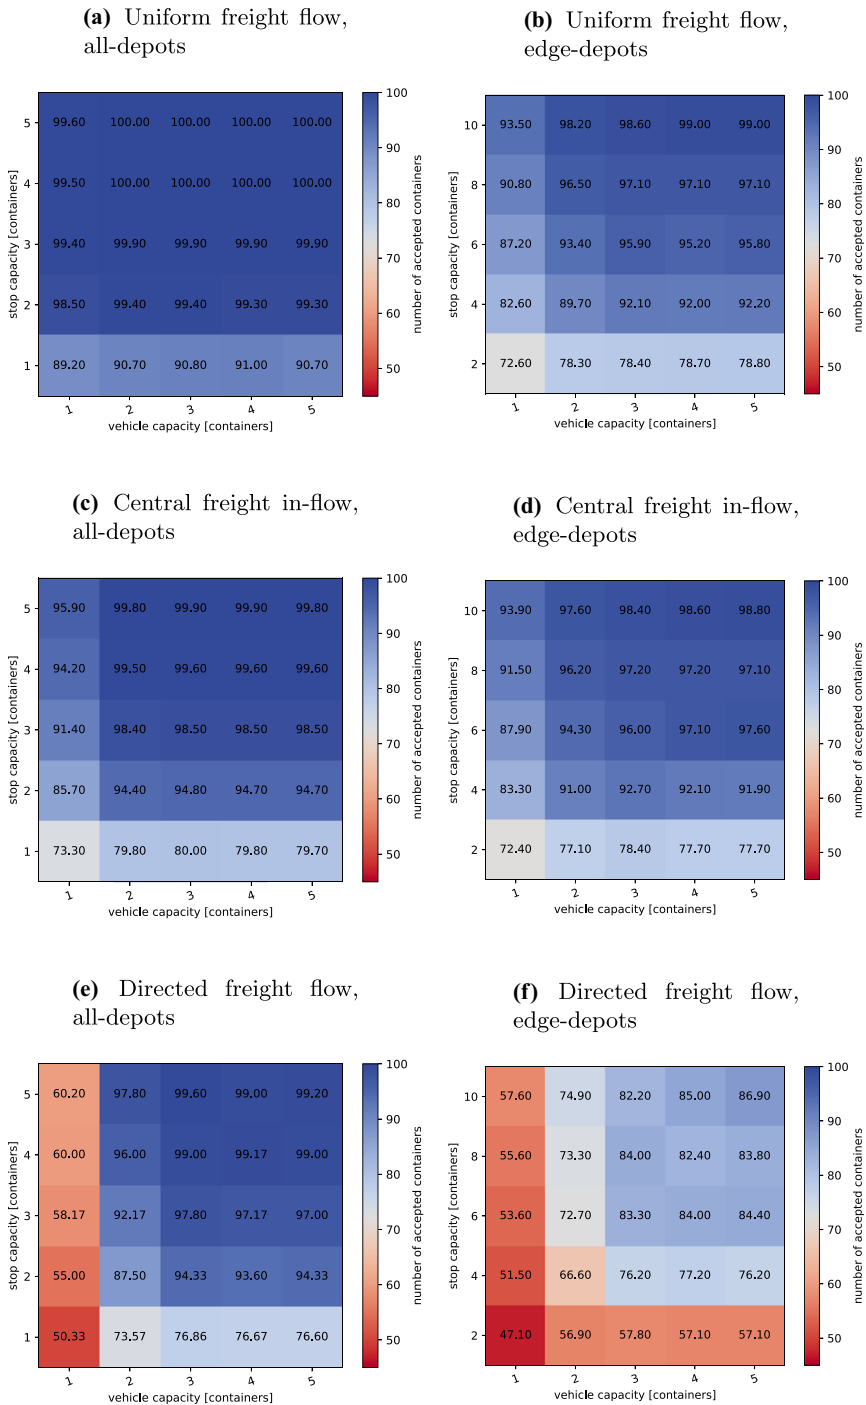 (a) Uniform freight flow,
all-depots
100
5 99.60 100.00 100.00 100.00 100.00
90
4 99.50 100.00 100.00 100.00 100.00
80
3 99.40 99.90 99.90 99.90 99.90
70
2 98.50 99.40 99.40 99.30 99.30
60
1 89.20 90.70 90.80 91.00 90.70
50
1 2 3 4 5
vehicle capacity [containers]
stop capacity [containers]
number of accepted containers
(b) Uniform freight flow,
edge-depots
100
10 93.50 98.20 98.60 99.00 99.00
90
8 90.80 96.50 97.10 97.10 97.10
80
6 87.20 93.40 95.90 95.20 95.80
70
4 82.60 89.70 92.10 92.00 92.20
60
2 72.60 78.30 78.40 78.70 78.80
50
1 2 3 4 5
vehicle capacity [containers]
stop capacity [containers]
number of accepted containers
(c) Central freight in-flow,
all-depots
100
5 95.90 99.80 99.90 99.90 99.80
90
4 94.20 99.50 99.60 99.60 99.60
80
3 91.40 98.40 98.50 98.50 98.50
70
2 85.70 94.40 94.80 94.70 94.70
60
1 73.30 79.80 80.00 79.80 79.70
50
1 2 3 4 5
vehicle capacity [containers]
stop capacity [containers]
number of accepted containers
(d) Central freight in-flow,
edge-depots
100
10 93.90 97.60 98.40 98.60 98.80
90
8 91.50 96.20 97.20 97.20 97.10
80
6 87.90 94.30 96.00 97.10 97.60
70
4 83.30 91.00 92.70 92.10 91.90
60
2 72.40 77.10 78.40 77.70 77.70
50
1 2 3 4 5
vehicle capacity [containers]
stop capacity [containers]
number of accepted containers
(e) Directed freight flow,
all-depots
100
5 60.20 97.80 99.60 99.00 99.20
90
4 60.00 96.00 99.00 99.17 99.00
80
3 58.17 92.17 97.80 97.17 97.00
70
2 55.00 87.50 94.33 93.60 94.33
60
1 50.33 73.57 76.86 76.67 76.60
50
1 2 3 4 5
vehicle capacity [containers]
stop capacity [containers]
number of accepted containers
(f) Directed freight flow,
edge-depots
100
10 57.60 74.90 82.20 85.00 86.90
90
8 55.60 73.30 84.00 82.40 83.80
80
6 53.60 72.70 83.30 84.00 84.40
70
4 51.50 66.60 76.20 77.20 76.20
60
2 47.10 56.90 57.80 57.10 57.10
50
1 2 3 4 5
vehicle capacity [containers]
stop capacity [containers]
number of accepted containers